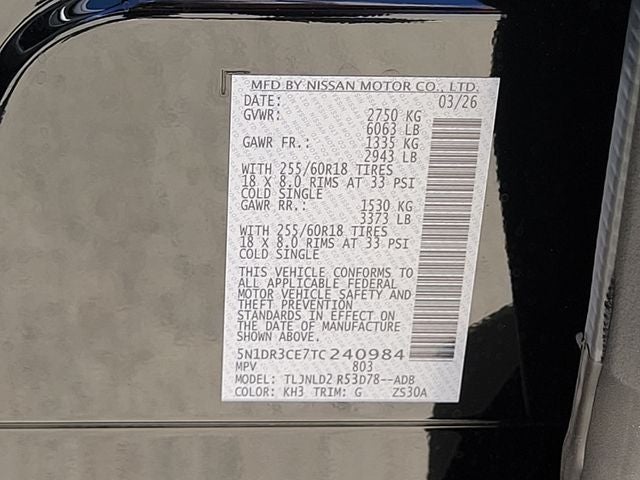 MFD BY NISSAN MOTOR CO., LTD.
DATE: 03/26
GVWR: 2750 KG
6063 LB
GAWR FR.: 1335 KG
2943 LB
WITH 255/60R18 TIRES
18 X 8.0 RIMS AT 33 PSI
COLD SINGLE
GAWR RR.: 1530 KG
3373 LB
WITH 255/60R18 TIRES
18 X 8.0 RIMS AT 33 PSI
COLD SINGLE
THIS VEHICLE CONFORMS TO
ALL APPLICABLE FEDERAL
MOTOR VEHICLE SAFETY AND
THEFT PREVENTION
STANDARDS IN EFFECT ON
THE DATE OF MANUFACTURE
SHOWN ABOVE.
5N1DR3CE7TC240984
MPV 803
MODEL: TLJNLD2 R53D78--ADB
COLOR: KH3 TRIM: G ZS30A